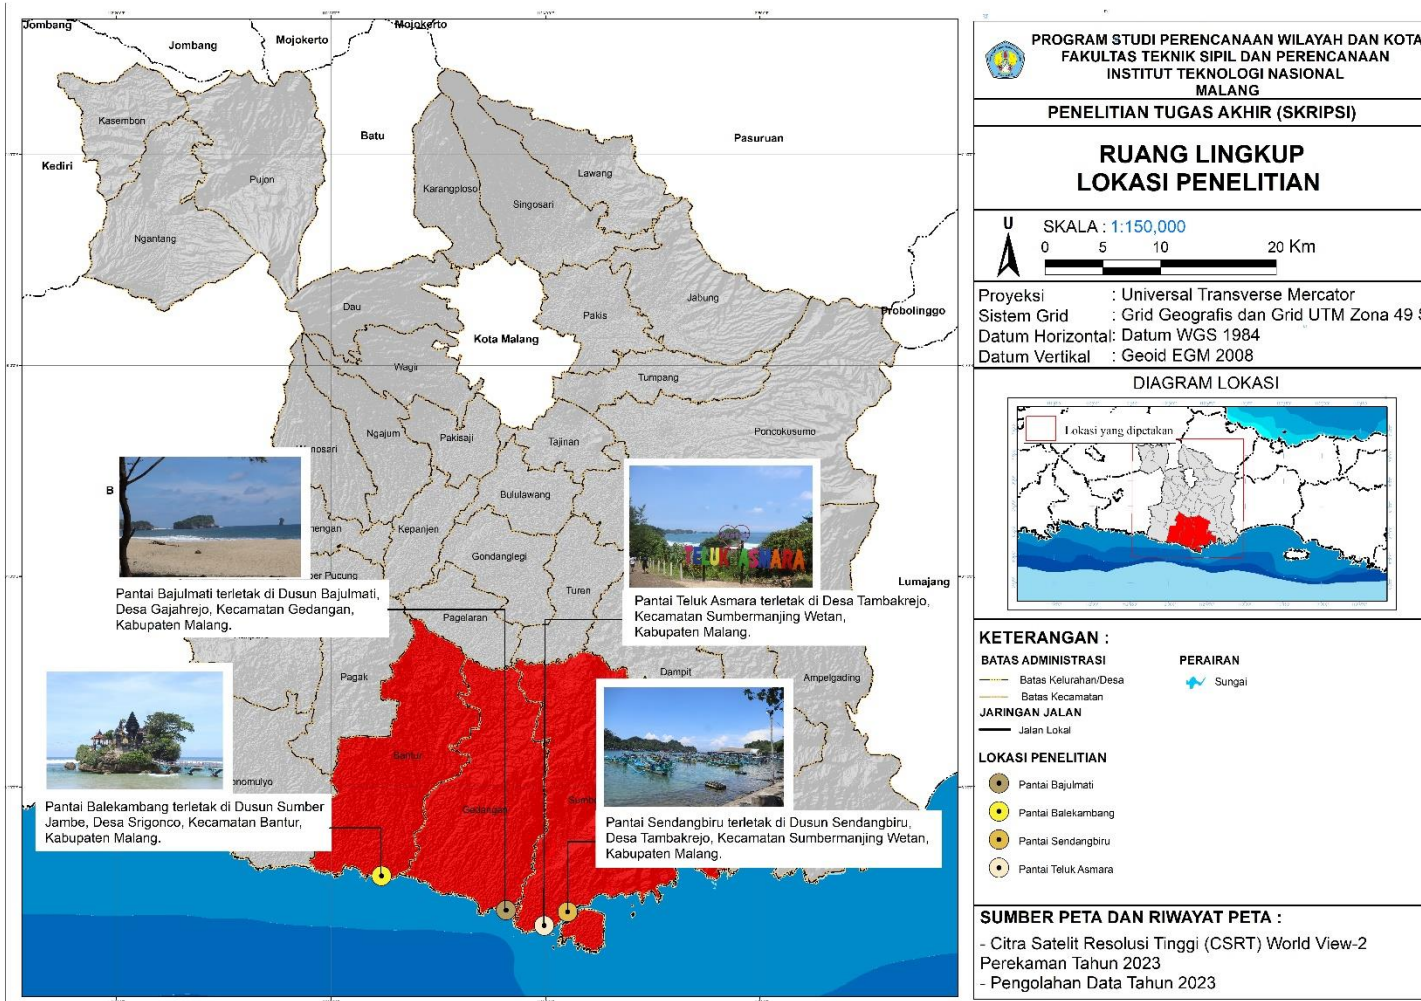 Jombang
Jombang
Mojokerto
Mojokerto
Kasembon
Kediri
Pujon
Batu
Pasuruan
Karangploso
Lawang
Singosari
Ngantang
Dau
Jabung
Pakis
Probolinggo
Kota Malang
Wagir
Tumpang
Ngajum
Pakisaji
Tajinan
Poncokosumo
B
Bululawang
Kepanjen
Gondanglegi
Turen
Lumajang
Pagelaran
Pagak
Dampit
Ampelgading
Bantur
Gedangan
TELUK ASMARA
Pantai Bajulmati terletak di Dusun Bajulmati,
Desa Gajahrejo, Kecamatan Gedangan,
Kabupaten Malang.
Pantai Teluk Asmara terletak di Desa Tambakrejo,
Kecamatan Sumbermanjing Wetan,
Kabupaten Malang.
Pantai Balekambang terletak di Dusun Sumber
Jambe, Desa Srigonco, Kecamatan Bantur,
Kabupaten Malang.
Pantai Sendangbiru terletak di Dusun Sendangbiru,
Desa Tambakrejo, Kecamatan Sumbermanjing Wetan,
Kabupaten Malang.
PROGRAM STUDI PERENCANAAN WILAYAH DAN KOTA
FAKULTAS TEKNIK SIPIL DAN PERENCANAAN
INSTITUT TEKNOLOGI NASIONAL
MALANG
PENELITIAN TUGAS AKHIR (SKRIPSI)
RUANG LINGKUP
LOKASI PENELITIAN
U
SKALA : 1:150,000
0 5 10 20 Km
Proyeksi : Universal Transverse Mercator
Sistem Grid : Grid Geografis dan Grid UTM Zona 49 S
Datum Horizontal: Datum WGS 1984
Datum Vertikal : Geoid EGM 2008
DIAGRAM LOKASI
Lokasi yang dipetakan
KETERANGAN :
BATAS ADMINISTRASI
Batas Kelurahan/Desa
Batas Kecamatan
JARINGAN JALAN
Jalan Lokal
PERAIRAN
Sungai
LOKASI PENELITIAN
Pantai Bajulmati
Pantai Balekambang
Pantai Sendangbiru
Pantai Teluk Asmara
SUMBER PETA DAN RIWAYAT PETA :
- Citra Satelit Resolusi Tinggi (CSRT) World View-2
Perekaman Tahun 2023
- Pengolahan Data Tahun 2023